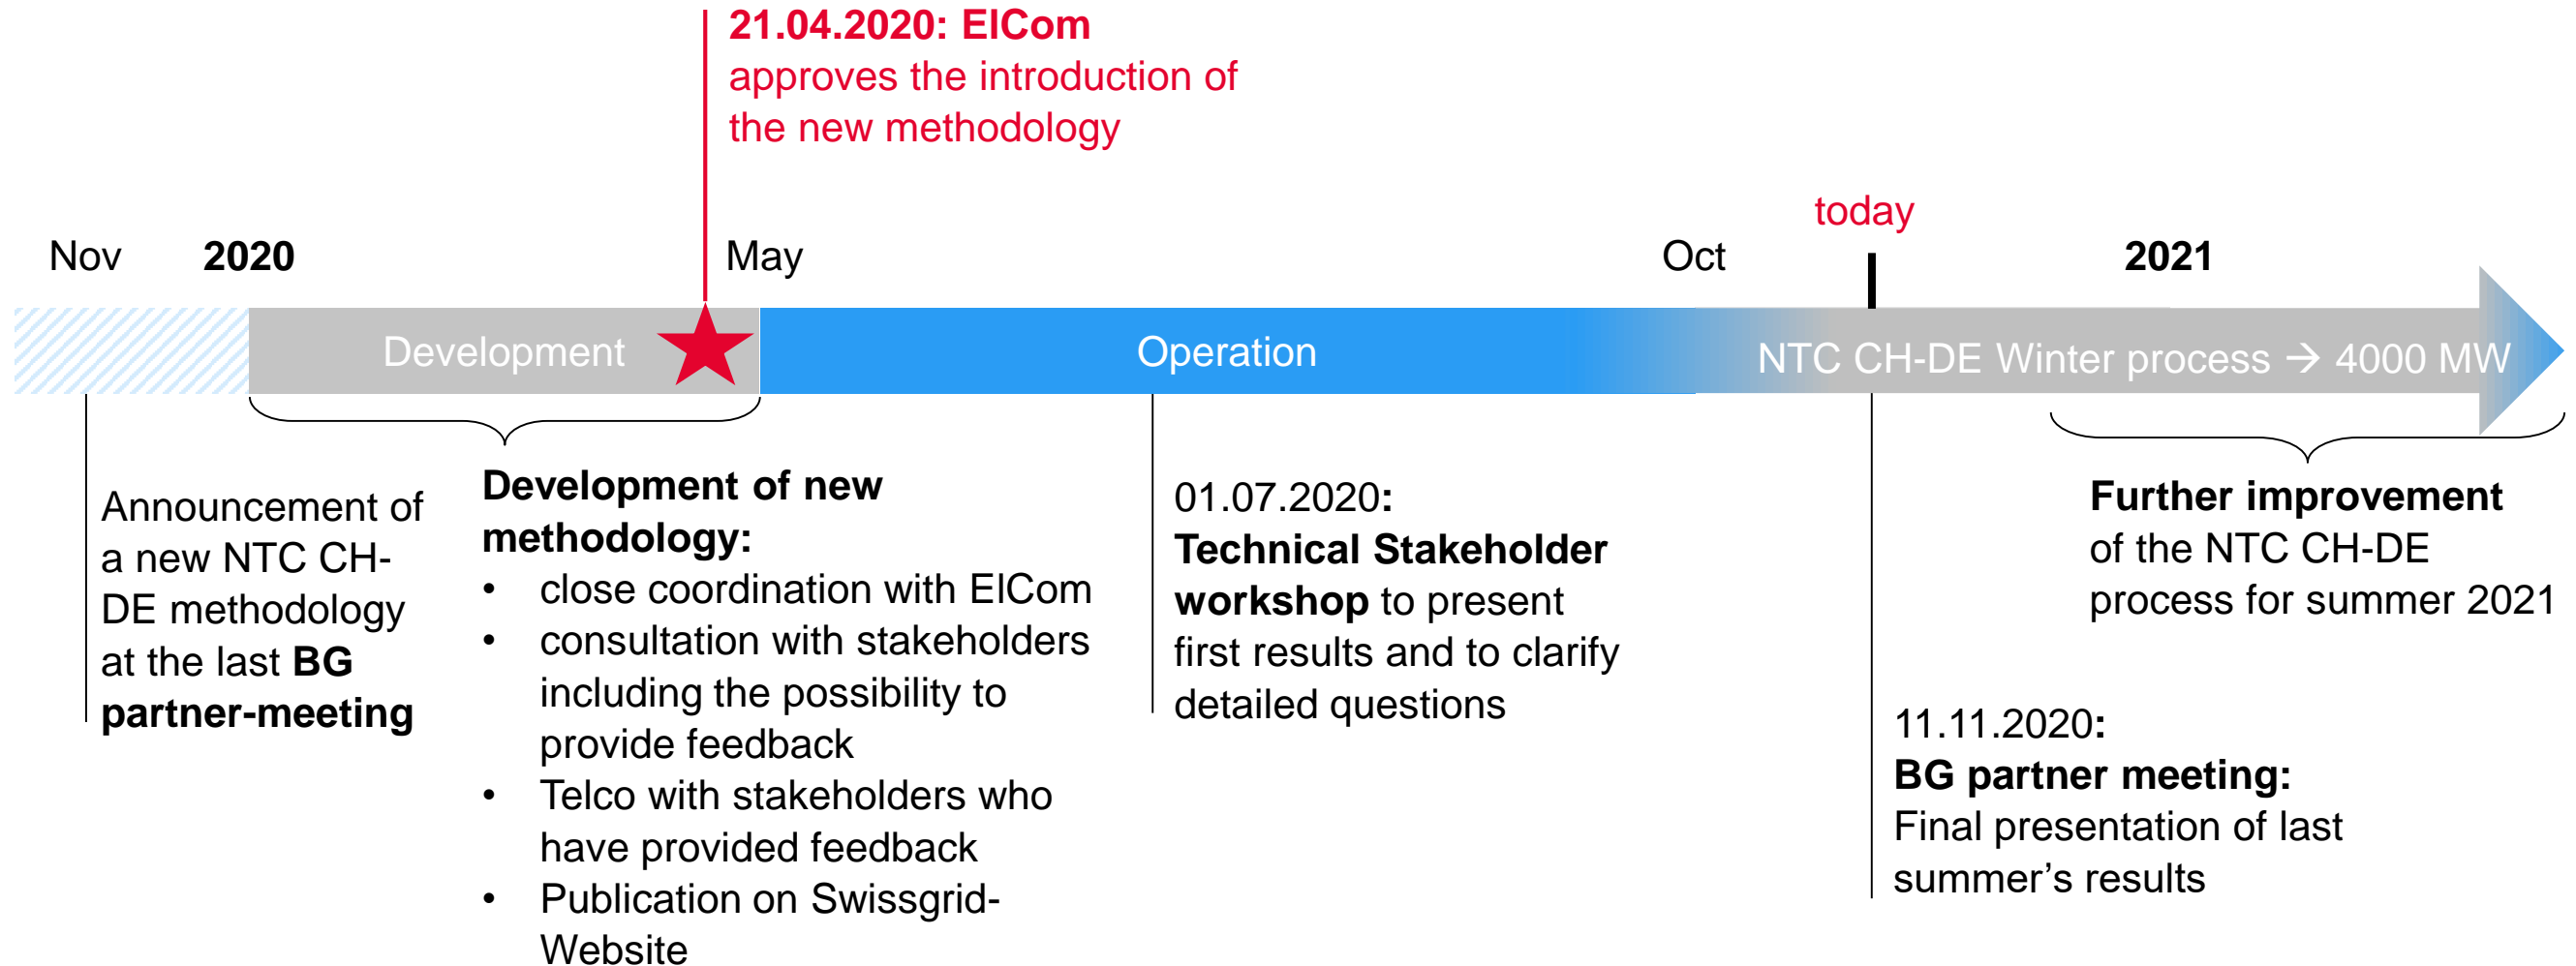 21.04.2020: ElCom
approves the introduction of
the new methodology
today
Nov
2020
May
Oct
2021
Development
Operation
NTC CH-DE Winter process → 4000 MW
Announcement of
a new NTC CH-
DE methodology
at the last BG
partner-meeting
Development of new
methodology:
• close coordination with ElCom
• consultation with stakeholders
including the possibility to
provide feedback
• Telco with stakeholders who
have provided feedback
• Publication on Swissgrid-
Website
01.07.2020:
Technical Stakeholder
workshop to present
first results and to clarify
detailed questions
11.11.2020:
BG partner meeting:
Final presentation of last
summer’s results
Further improvement
of the NTC CH-DE
process for summer 2021